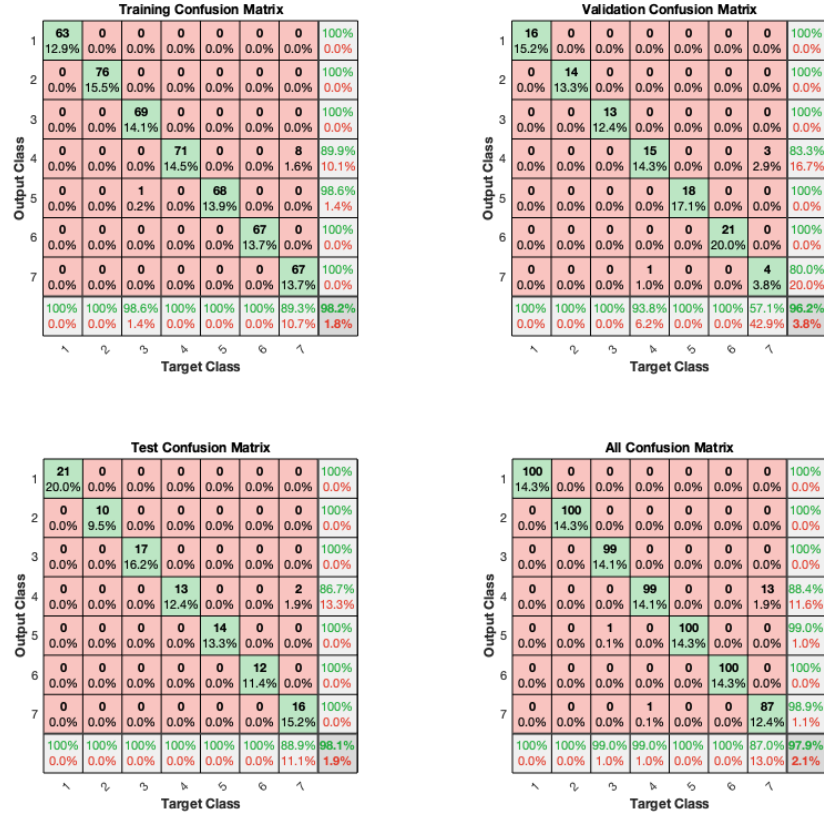 Training Confusion Matrix
1 63 0 0 0 0 0 0 100%
12.9% 0.0% 0.0% 0.0% 0.0% 0.0% 0.0% 0.0%
2 0 76 0 0 0 0 0 100%
0.0% 15.5% 0.0% 0.0% 0.0% 0.0% 0.0% 0.0%
3 0 0 69 0 0 0 0 100%
0.0% 0.0% 14.1% 0.0% 0.0% 0.0% 0.0% 0.0%
4 0 0 0 71 0 0 8 89.9%
0.0% 0.0% 0.0% 14.5% 0.0% 0.0% 1.6% 10.1%
5 0 0 1 0 68 0 0 98.6%
0.0% 0.0% 0.2% 0.0% 13.9% 0.0% 0.0% 1.4%
6 0 0 0 0 0 67 0 100%
0.0% 0.0% 0.0% 0.0% 0.0% 13.7% 0.0% 0.0%
7 0 0 0 0 0 0 67 100%
0.0% 0.0% 0.0% 0.0% 0.0% 0.0% 13.7% 0.0%
100% 100% 98.6% 100% 100% 100% 89.3% 98.2%
0.0% 0.0% 1.4% 0.0% 0.0% 0.0% 10.7% 1.8%
1 2 3 4 5 6 7
Target Class
Output Class
Validation Confusion Matrix
1 16 0 0 0 0 0 0 100%
15.2% 0.0% 0.0% 0.0% 0.0% 0.0% 0.0% 0.0%
2 0 14 0 0 0 0 0 100%
0.0% 13.3% 0.0% 0.0% 0.0% 0.0% 0.0% 0.0%
3 0 0 13 0 0 0 0 100%
0.0% 0.0% 12.4% 0.0% 0.0% 0.0% 0.0% 0.0%
4 0 0 0 15 0 0 3 83.3%
0.0% 0.0% 0.0% 14.3% 0.0% 0.0% 2.9% 16.7%
5 0 0 0 0 18 0 0 100%
0.0% 0.0% 0.0% 0.0% 17.1% 0.0% 0.0% 0.0%
6 0 0 0 0 0 21 0 100%
0.0% 0.0% 0.0% 0.0% 0.0% 20.0% 0.0% 0.0%
7 0 0 0 1 0 0 4 80.0%
0.0% 0.0% 0.0% 1.0% 0.0% 0.0% 3.8% 20.0%
100% 100% 100% 93.8% 100% 100% 57.1% 96.2%
0.0% 0.0% 0.0% 6.2% 0.0% 0.0% 42.9% 3.8%
1 2 3 4 5 6 7
Target Class
Output Class
Test Confusion Matrix
1 21 0 0 0 0 0 0 100%
20.0% 0.0% 0.0% 0.0% 0.0% 0.0% 0.0% 0.0%
2 0 10 0 0 0 0 0 100%
0.0% 9.5% 0.0% 0.0% 0.0% 0.0% 0.0% 0.0%
3 0 0 17 0 0 0 0 100%
0.0% 0.0% 16.2% 0.0% 0.0% 0.0% 0.0% 0.0%
4 0 0 0 13 0 0 2 86.7%
0.0% 0.0% 0.0% 12.4% 0.0% 0.0% 1.9% 13.3%
5 0 0 0 0 14 0 0 100%
0.0% 0.0% 0.0% 0.0% 13.3% 0.0% 0.0% 0.0%
6 0 0 0 0 0 12 0 100%
0.0% 0.0% 0.0% 0.0% 0.0% 11.4% 0.0% 0.0%
7 0 0 0 0 0 0 16 100%
0.0% 0.0% 0.0% 0.0% 0.0% 0.0% 15.2% 0.0%
100% 100% 100% 100% 100% 100% 88.9% 98.1%
0.0% 0.0% 0.0% 0.0% 0.0% 0.0% 11.1% 1.9%
1 2 3 4 5 6 7
Target Class
Output Class
All Confusion Matrix
1 100 0 0 0 0 0 0 100%
14.3% 0.0% 0.0% 0.0% 0.0% 0.0% 0.0% 0.0%
2 0 100 0 0 0 0 0 100%
0.0% 14.3% 0.0% 0.0% 0.0% 0.0% 0.0% 0.0%
3 0 0 99 0 0 0 0 100%
0.0% 0.0% 14.1% 0.0% 0.0% 0.0% 0.0% 0.0%
4 0 0 0 99 0 0 13 88.4%
0.0% 0.0% 0.0% 14.1% 0.0% 0.0% 1.9% 11.6%
5 0 0 1 0 100 0 0 99.0%
0.0% 0.0% 0.1% 0.0% 14.3% 0.0% 0.0% 1.0%
6 0 0 0 0 0 100 0 100%
0.0% 0.0% 0.0% 0.0% 0.0% 14.3% 0.0% 0.0%
7 0 0 0 1 0 0 87 98.9%
0.0% 0.0% 0.0% 0.1% 0.0% 0.0% 12.4% 1.1%
100% 100% 99.0% 99.0% 100% 100% 87.0% 97.9%
0.0% 0.0% 1.0% 1.0% 0.0% 0.0% 13.0% 2.1%
1 2 3 4 5 6 7
Target Class
Output Class